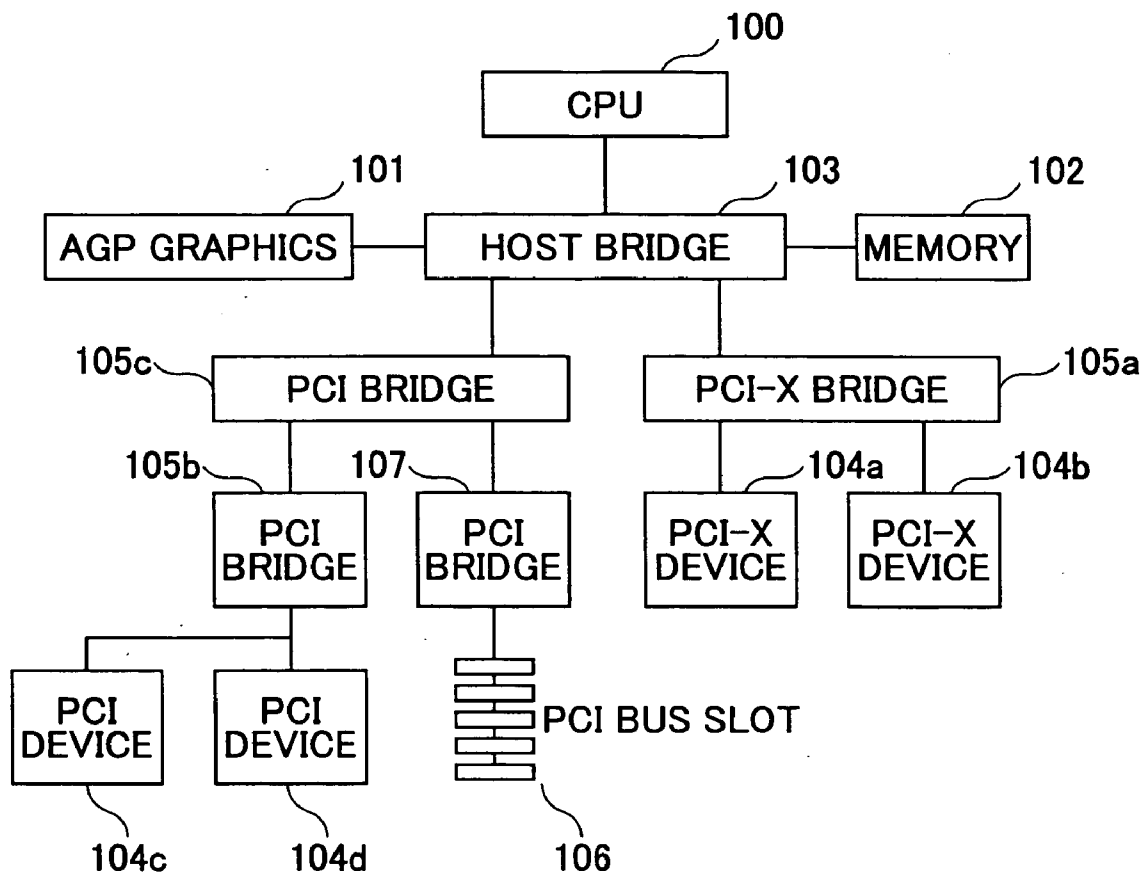 100
CPU
101
103
102
AGP GRAPHICS
HOST BRIDGE
MEMORY
105c
PCI BRIDGE
105a
PCI-X BRIDGE
105b
107
104a
104b
PCI
BRIDGE
PCI
BRIDGE
PCI-X
DEVICE
PCI-X
DEVICE
PCI
DEVICE
PCI
DEVICE
PCI BUS SLOT
104c
104d
106